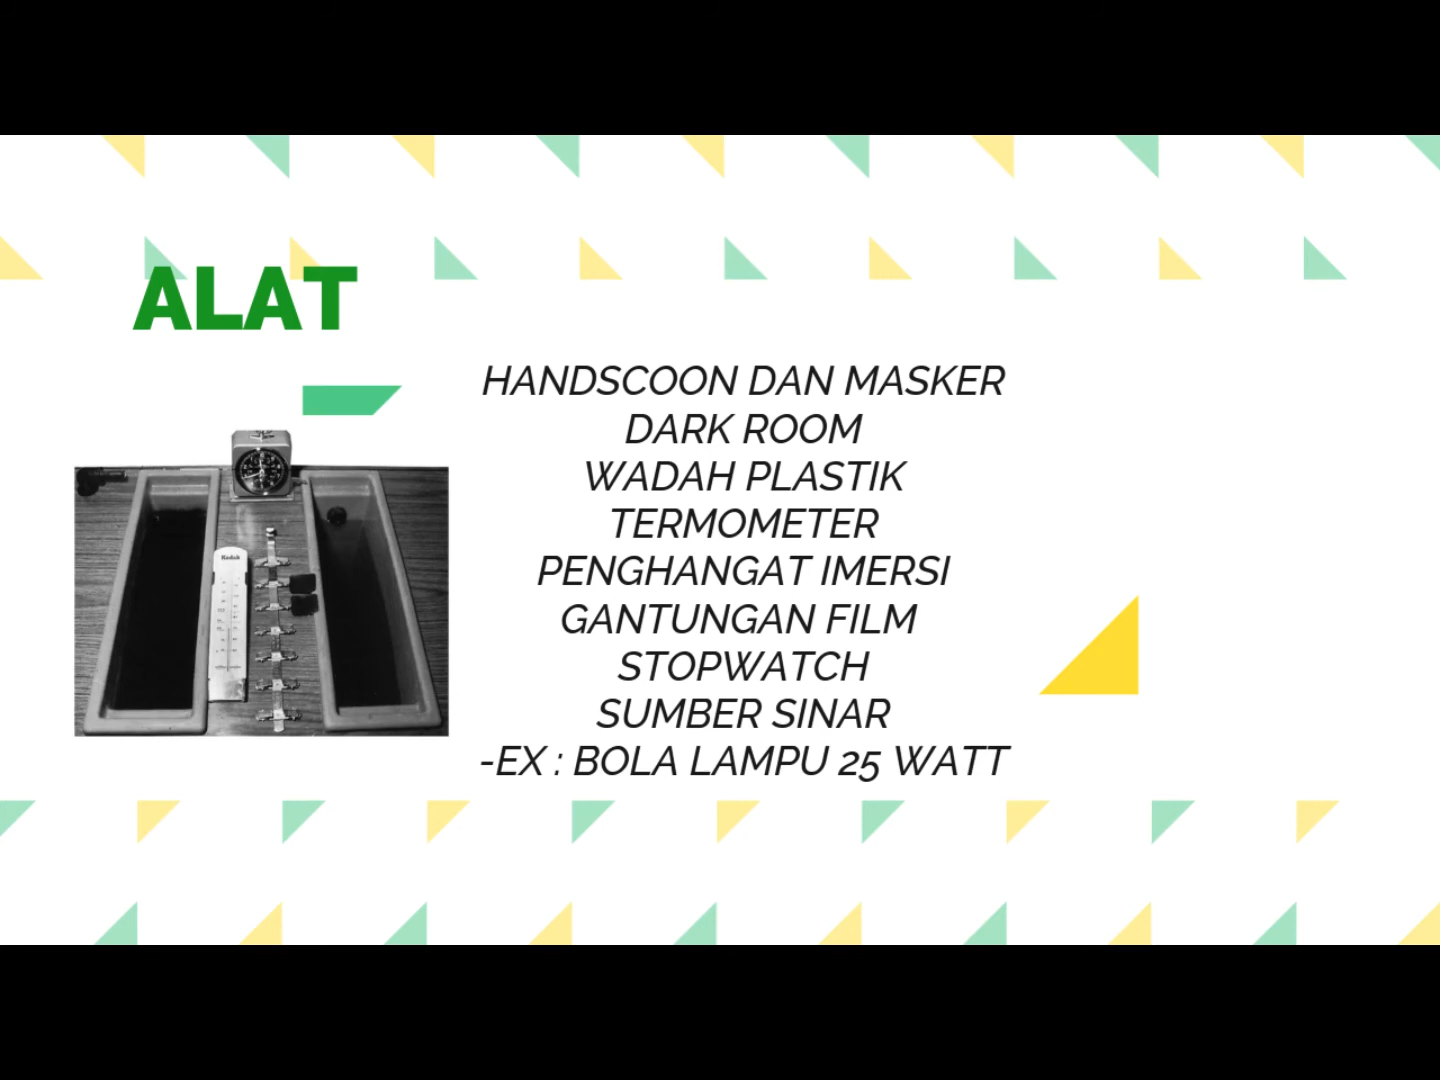 ALAT
HANDSCOON DAN MASKER
DARK ROOM
WADAH PLASTIK
TERMOMETER
PENGHANGAT IMERSI
GANTUNGAN FILM
STOPWATCH
SUMBER SINAR
-EX : BOLA LAMPU 25 WATT
Kodak